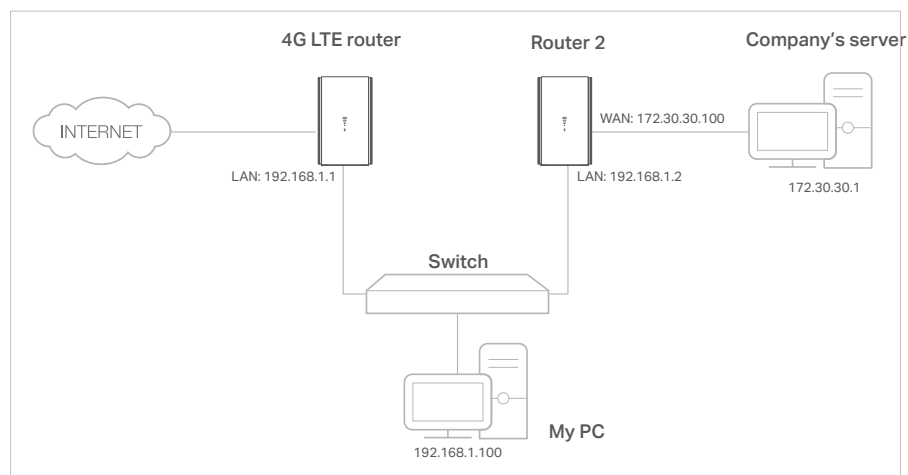 4G LTE router
Router 2
Company's server
INTERNET
WAN: 172.30.30.100
LAN: 192.168.1.1
LAN: 192.168.1.2
172.30.30.1
Switch
My PC
192.168.1.100